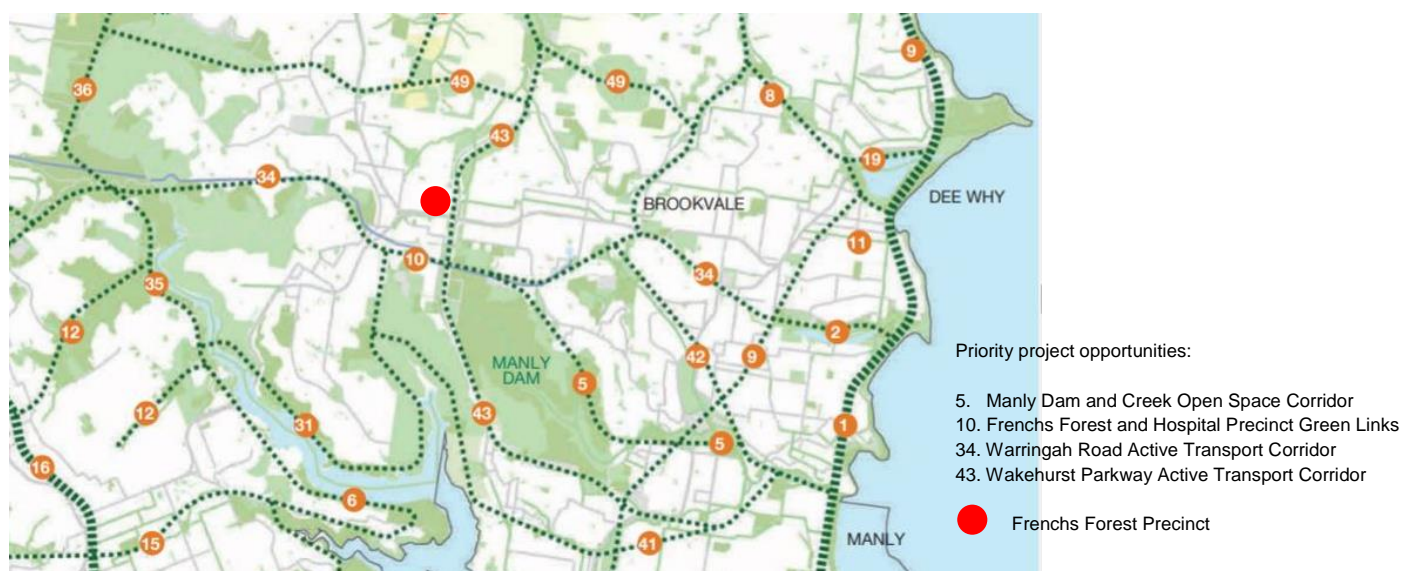 9
36
49
49
8
43
19
34
BROOKVALE
DEE WHY
11
10
34
35
12
2
42
9
MANLY
DAM
5
12
43
31
1
5
16
6
15
41
MANLY
Priority project opportunities:
5. Manly Dam and Creek Open Space Corridor
10. Frenchs Forest and Hospital Precinct Green Links
34. Warringah Road Active Transport Corridor
43. Wakehurst Parkway Active Transport Corridor
Frenchs Forest Precinct